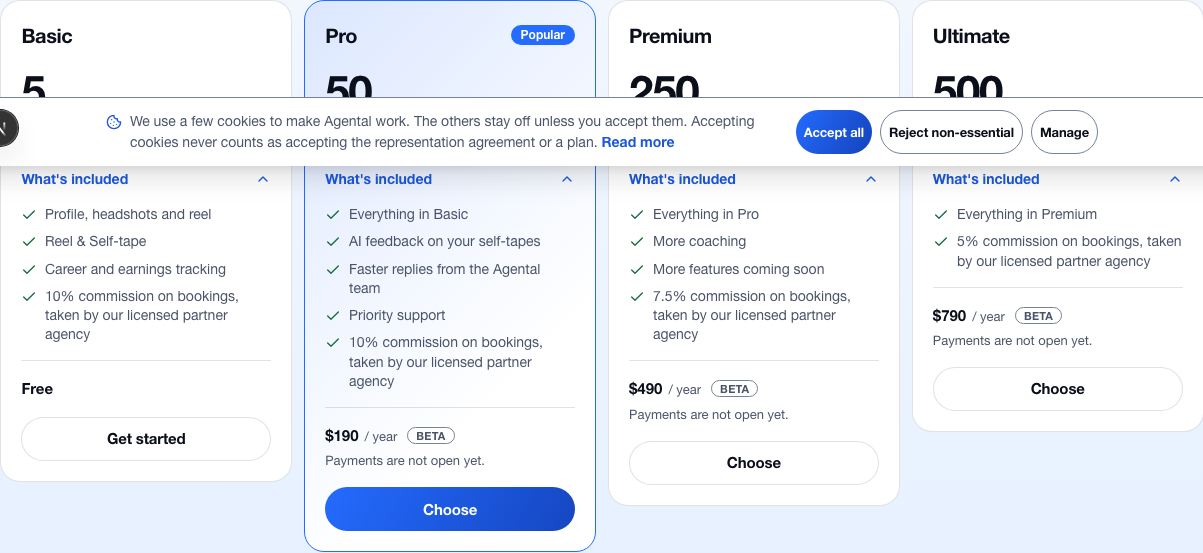 Basic
5
Pro
Popular
50
Premium
250
Ultimate
500
We use a few cookies to make Agental work. The others stay off unless you accept them. Accepting
cookies never counts as accepting the representation agreement or a plan. Read more
Accept all
Reject non-essential
Manage
What's included
Profile, headshots and reel
Reel & Self-tape
Career and earnings tracking
10% commission on bookings,
taken by our licensed partner
agency
Free
Get started
What's included
Everything in Basic
AI feedback on your self-tapes
Faster replies from the Agental
team
Priority support
10% commission on bookings,
taken by our licensed partner
agency
$190 / year BETA
Payments are not open yet.
Choose
What's included
Everything in Pro
More coaching
More features coming soon
7.5% commission on bookings,
taken by our licensed partner
agency
$490 / year BETA
Payments are not open yet.
Choose
What's included
Everything in Premium
5% commission on bookings, taken
by our licensed partner agency
$790 / year BETA
Payments are not open yet.
Choose